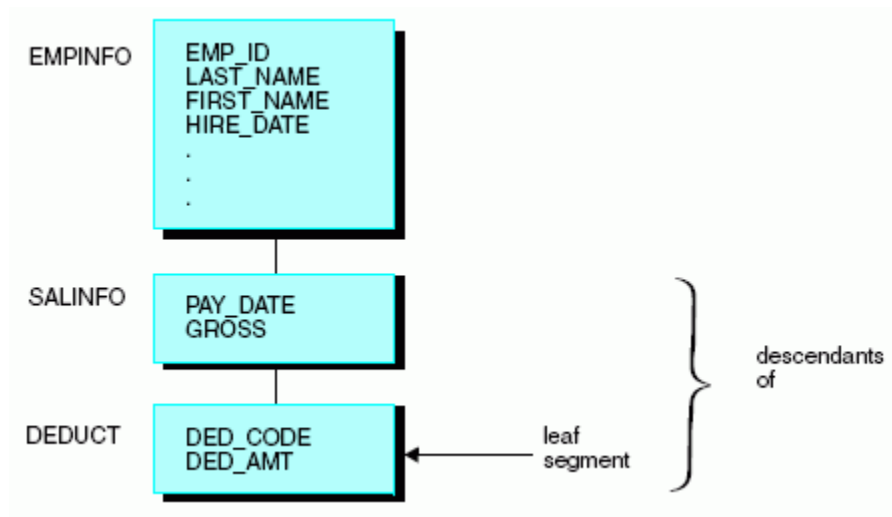 EMPINFO
EMP_ID
LAST_NAME
FIRST_NAME
HIRE_DATE
.
.
.
SALINFO
PAY_DATE
GROSS
descendants
of
DEDUCT
DED_CODE
DED_AMT
leaf
segment